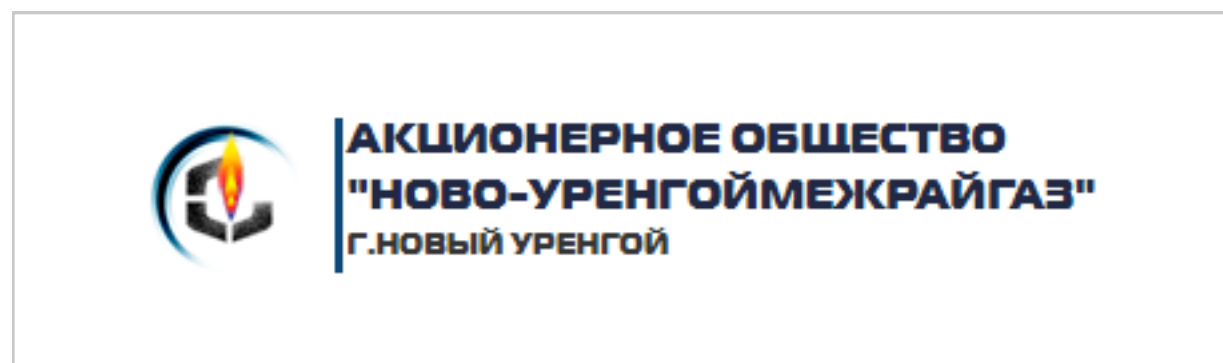 АКЦИОНЕРНОЕ ОБЩЕСТВО
"НОВО-УРЕНГОЙМЕЖРАЙГАЗ"
Г.НОВЫЙ УРЕНГОЙ